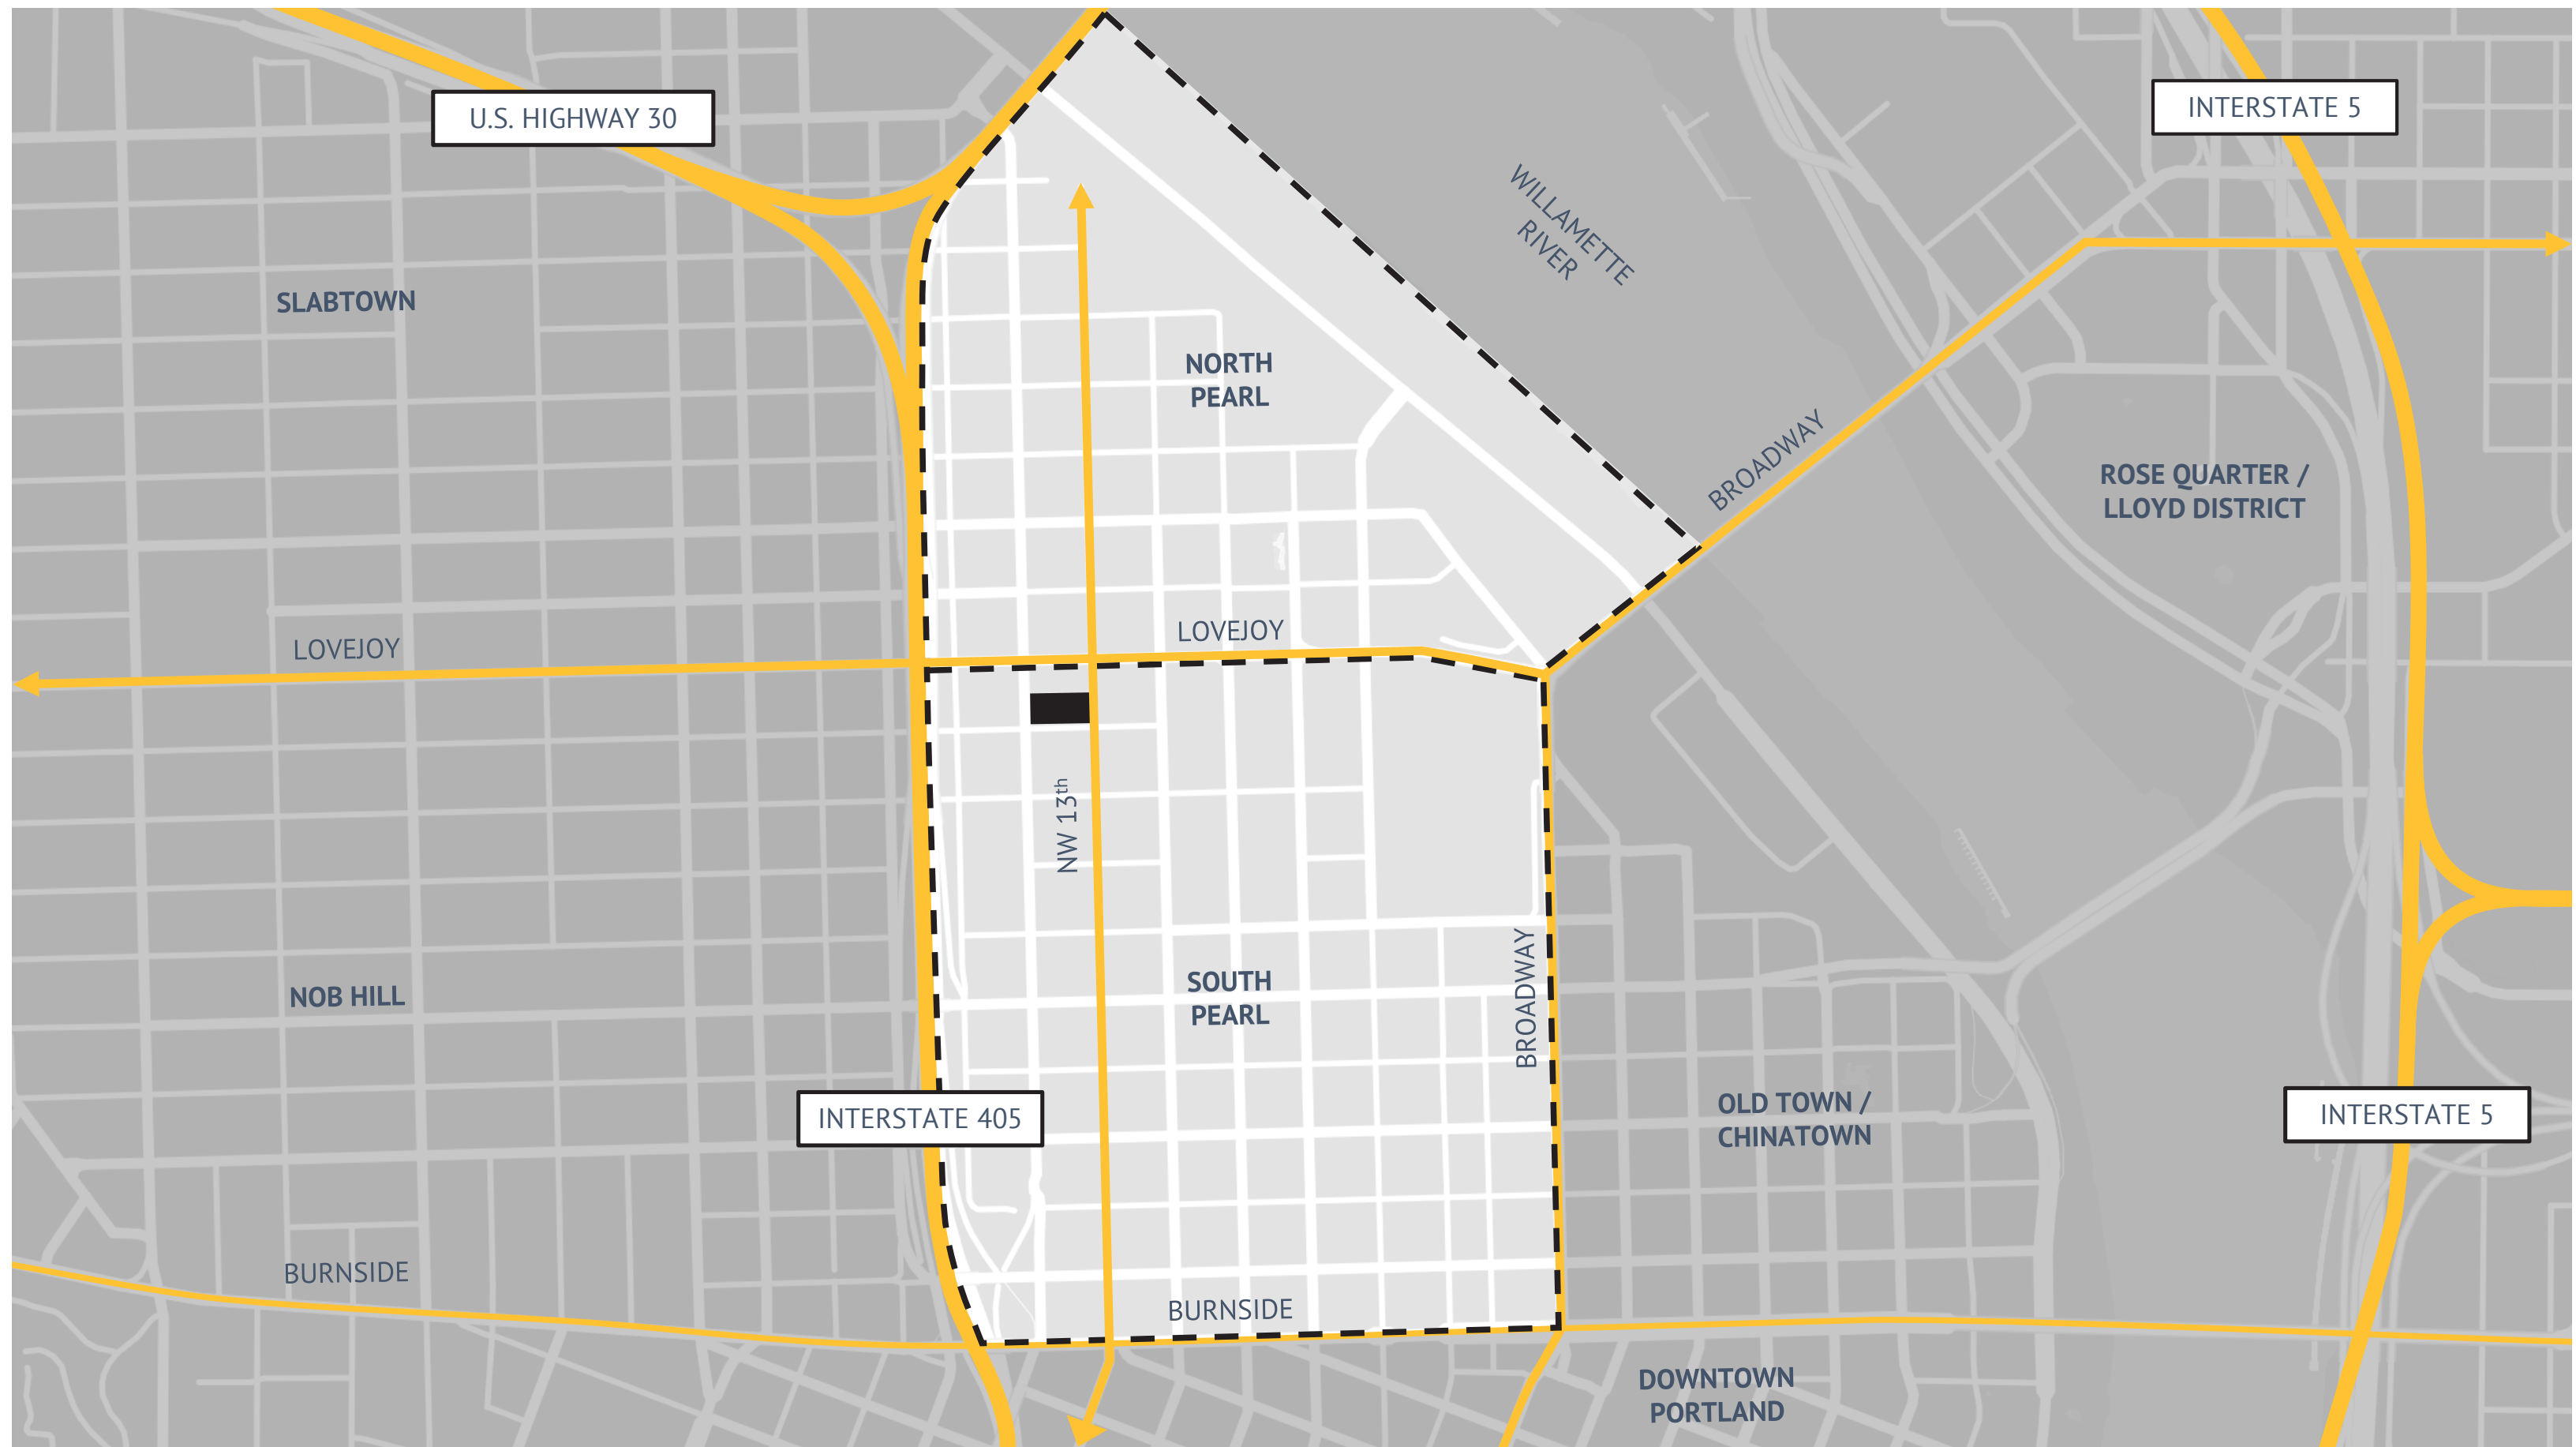 INTERSTATE 5
U.S. HIGHWAY 30
WILLAMETTE
RIVER
SLABTOWN
NORTH
PEARL
BROADWAY
ROSE QUARTER /
LLOYD DISTRICT
LOVEJOY
LOVEJOY
NW 13th
SOUTH
PEARL
BROADWAY
NOB HILL
INTERSTATE 405
OLD TOWN /
CHINATOWN
INTERSTATE 5
BURNSIDE
BURNSIDE
DOWNTOWN
PORTLAND